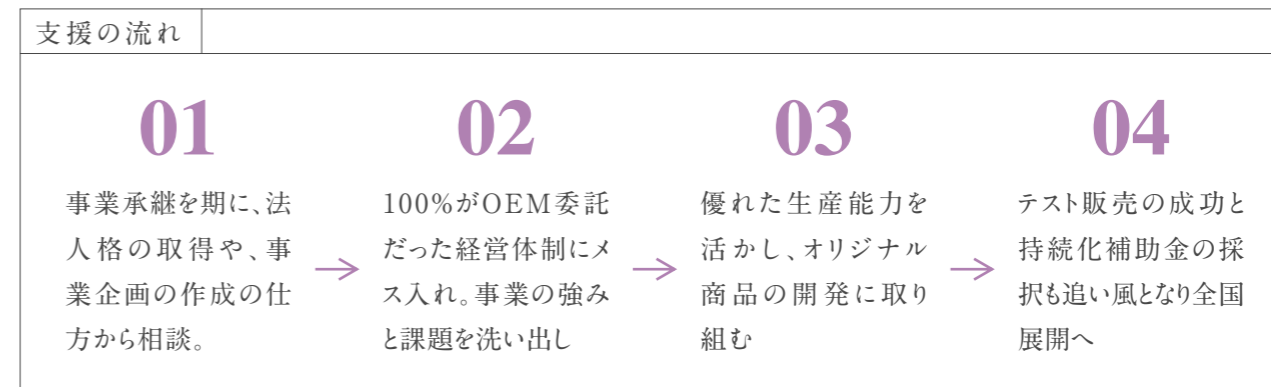 支援の流れ
01
事業承継を期に、法
人格の取得や、事
業企画の作成の仕
方から相談。
02
100%がOEM委託
だった経営体制にメ
ス入れ。事業の強み
と課題を洗い出し
03
優れた生産能力を
活かし、オリジナル
商品の開発に取り
組む
04
テスト販売の成功と
持続化補助金の採
択も追い風となり全国
展開へ